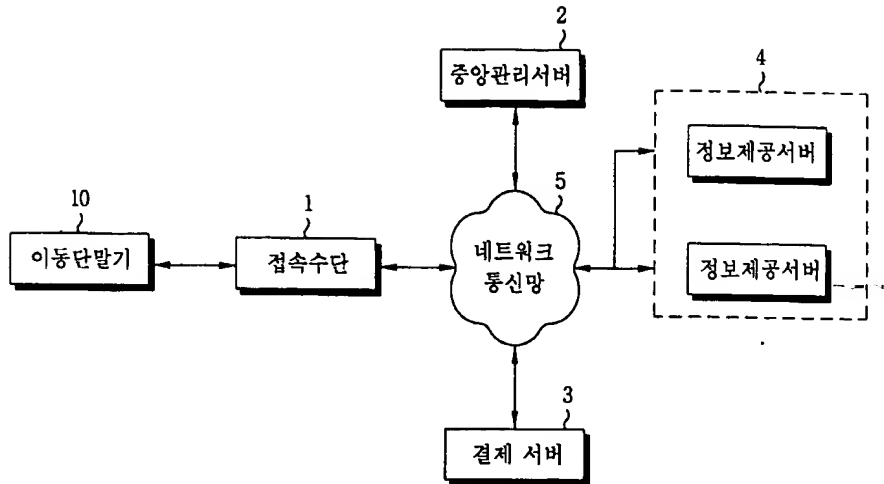 2
중앙관리서버
4
정보제공서버
10
이동단말기
1
접속수단
5
네트워크
통신망
정보제공서버
3
결제 서버